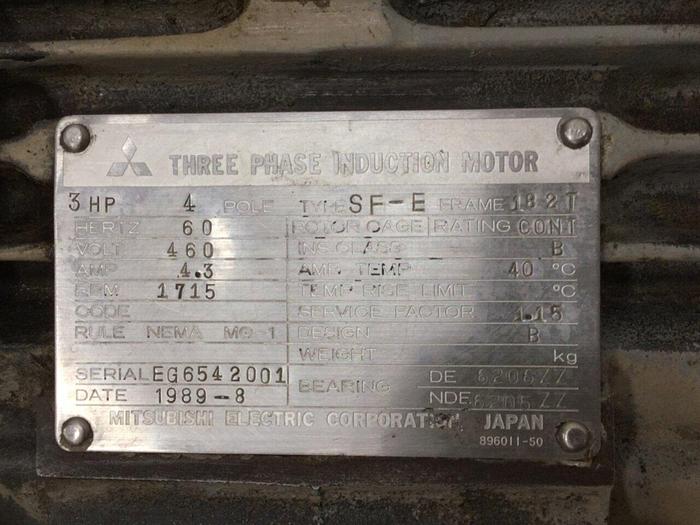 THREE PHASE INDUCTION MOTOR
3 HP 4 POLE TYPE SF-E FRAME 182T
HERTZ 60 ROTOR CAGE RATING CONT
VOLT 460 INS CLASS B
AMP 4.3 AMB TEMP 40 °C
RPM 1715 TEMP RISE LIMIT °C
CODE SERVICE FACTOR 1.15
RULE NEMA MG-1 DESIGN B
WEIGHT kg
SERIAL EG6542001 BEARING DE 6206ZZ
DATE 1989-8 NDE 6205ZZ
MITSUBISHI ELECTRIC CORPORATION JAPAN
896011-50